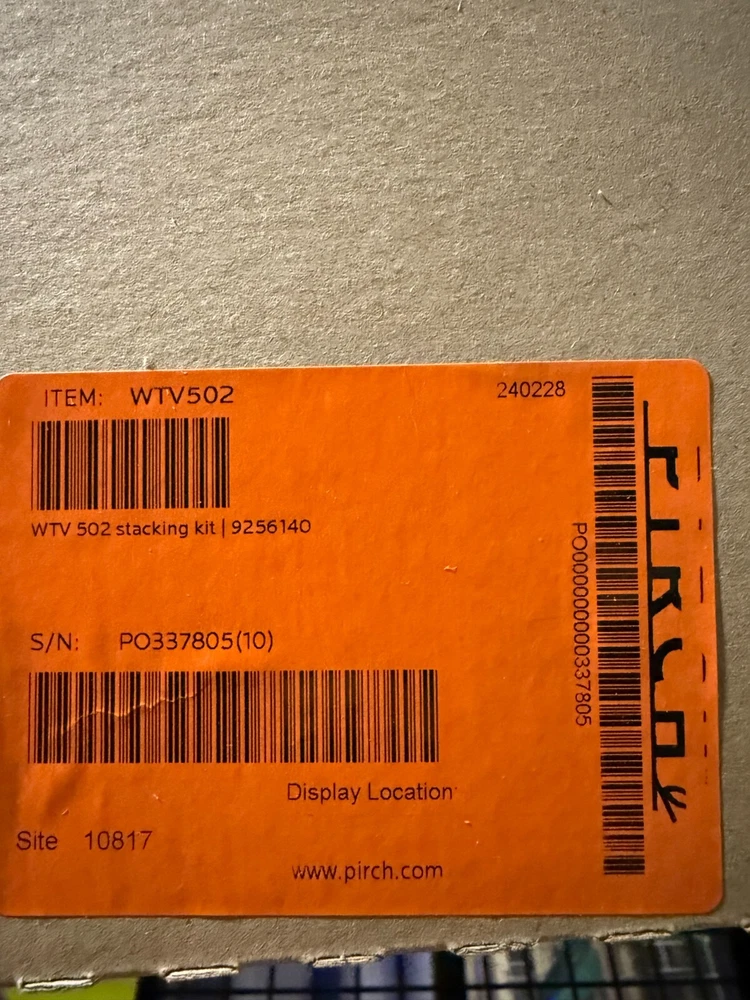 ITEM: WTV502
240228
WTV 502 stacking kit | 9256140
S/N: PO337805(10)
Display Location:
Site 10817
www.pirch.com
PO0000000000337805
PIRCH